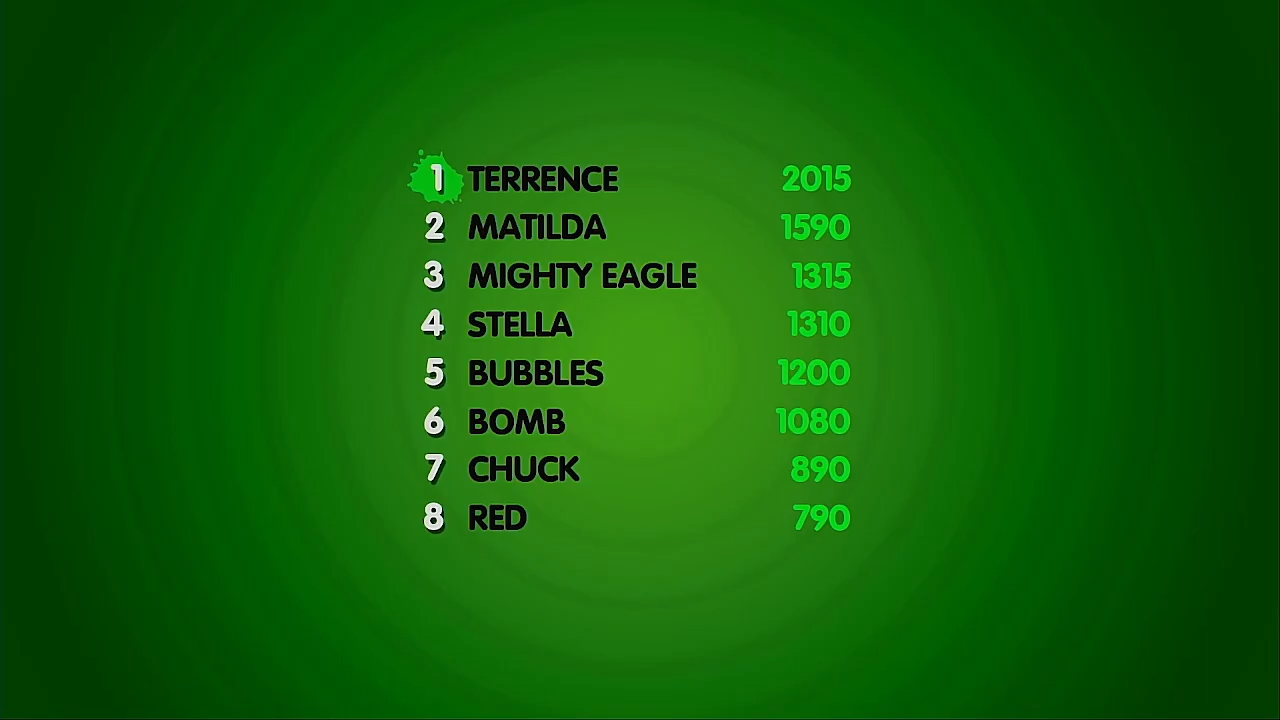 1 TERRENCE 2015
2 MATILDA 1590
3 MIGHTY EAGLE 1315
4 STELLA 1310
5 BUBBLES 1200
6 BOMB 1080
7 CHUCK 890
8 RED 790